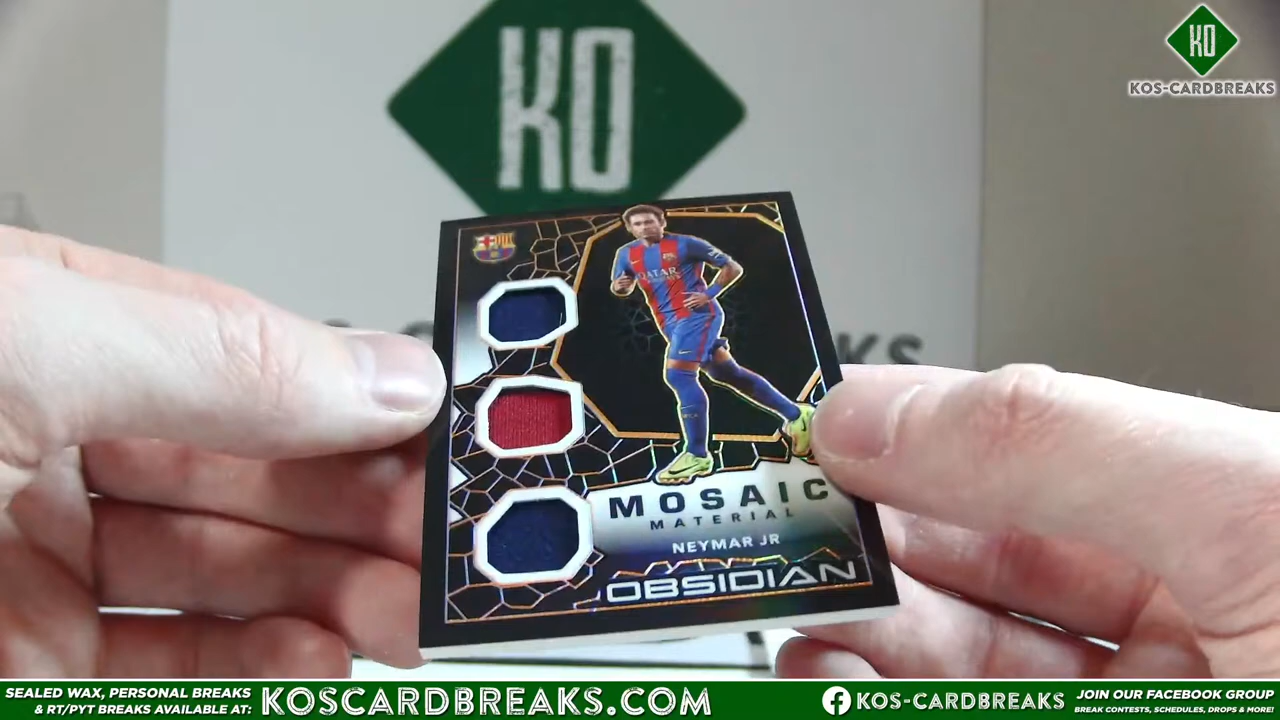 KO
KO
KOS-CARDBREAKS
QATAR
KS
MOSAIC
MATERIAL
NEYMAR JR
OBSIDIAN
SEALED WAX, PERSONAL BREAKS
& RT/PYT BREAKS AVAILABLE AT:
KOSCARDBREAKS.COM
KOS-CARDBREAKS
JOIN OUR FACEBOOK GROUP
BREAK CONTESTS, SCHEDULES, DROPS & MORE!